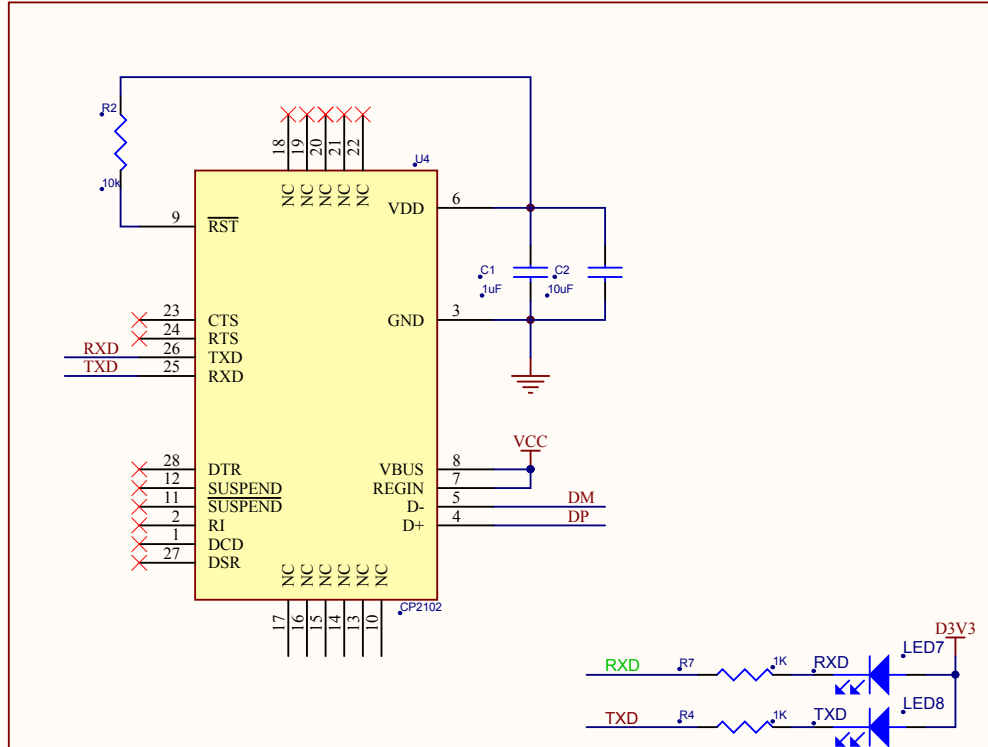 R2
10k
18
19
20
21
22
NC
NC
NC
NC
NC
U4
9
RST
VDD
6
C1
1uF
C2
10uF
23
CTS
24
RTS
RXD
26
TXD
TXD
25
RXD
GND
3
VCC
28
DTR
12
SUSPEND
11
SUSPEND
2
RI
1
DCD
27
DSR
VBUS
8
REGIN
7
D-
5
DM
D+
4
DP
NC
NC
NC
NC
NC
NC
17
16
15
14
13
10
CP2102
D3V3
RXD
R7
1K
RXD
LED7
TXD
R4
1K
TXD
LED8